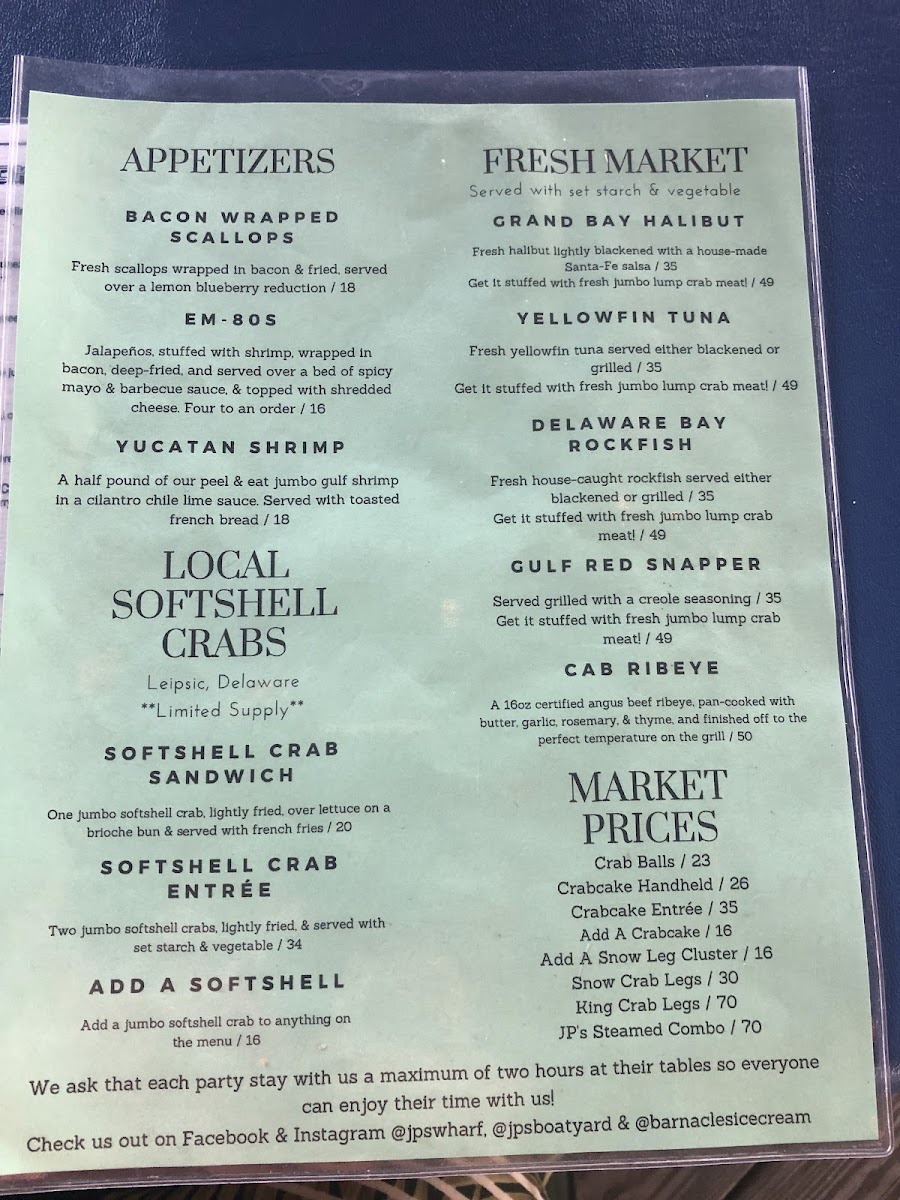 APPETIZERS
BACON WRAPPED
SCALLOPS
Fresh scallops wrapped in bacon & fried, served
over a lemon blueberry reduction / 18
EM-80S
Jalapeños, stuffed with shrimp, wrapped in
bacon, deep-fried, and served over a bed of spicy
mayo & barbecue sauce, & topped with shredded
cheese. Four to an order / 16
YUCATAN SHRIMP
A half pound of our peel & eat jumbo gulf shrimp
in a cilantro chile lime sauce. Served with toasted
french bread / 18
LOCAL
SOFTSHELL
CRABS
Leipsic, Delaware
**Limited Supply**
SOFTSHELL CRAB
SANDWICH
One jumbo softshell crab, lightly fried, over lettuce on a
brioche bun & served with french fries / 20
SOFTSHELL CRAB
ENTRÉE
Two jumbo softshell crabs, lightly fried, & served with
set starch & vegetable / 34
ADD A SOFTSHELL
Add a jumbo softshell crab to anything on
the menu / 16
FRESH MARKET
Served with set starch & vegetable
GRAND BAY HALIBUT
Fresh halibut lightly blackened with a house-made
Santa-Fe salsa / 35
Get it stuffed with fresh jumbo lump crab meat! / 49
YELLOWFIN TUNA
Fresh yellowfin tuna served either blackened or
grilled / 35
Get it stuffed with fresh jumbo lump crab meat! / 49
DELAWARE BAY
ROCKFISH
Fresh house-caught rockfish served either
blackened or grilled / 35
Get it stuffed with fresh jumbo lump crab
meat! / 49
GULF RED SNAPPER
Served grilled with a creole seasoning / 35
Get it stuffed with fresh jumbo lump crab
meat! / 49
CAB RIBEYE
A 16oz certified angus beef ribeye, pan-cooked with
butter, garlic, rosemary, & thyme, and finished off to the
perfect temperature on the grill / 50
MARKET
PRICES
Crab Balls / 23
Crabcake Handheld / 26
Crabcake Entrée / 35
Add A Crabcake / 16
Add A Snow Leg Cluster / 16
Snow Crab Legs / 30
King Crab Legs / 70
JP's Steamed Combo / 70
We ask that each party stay with us a maximum of two hours at their tables so everyone
can enjoy their time with us!
Check us out on Facebook & Instagram @jpswharf, @jpsboatyard & @barnaclesicecream